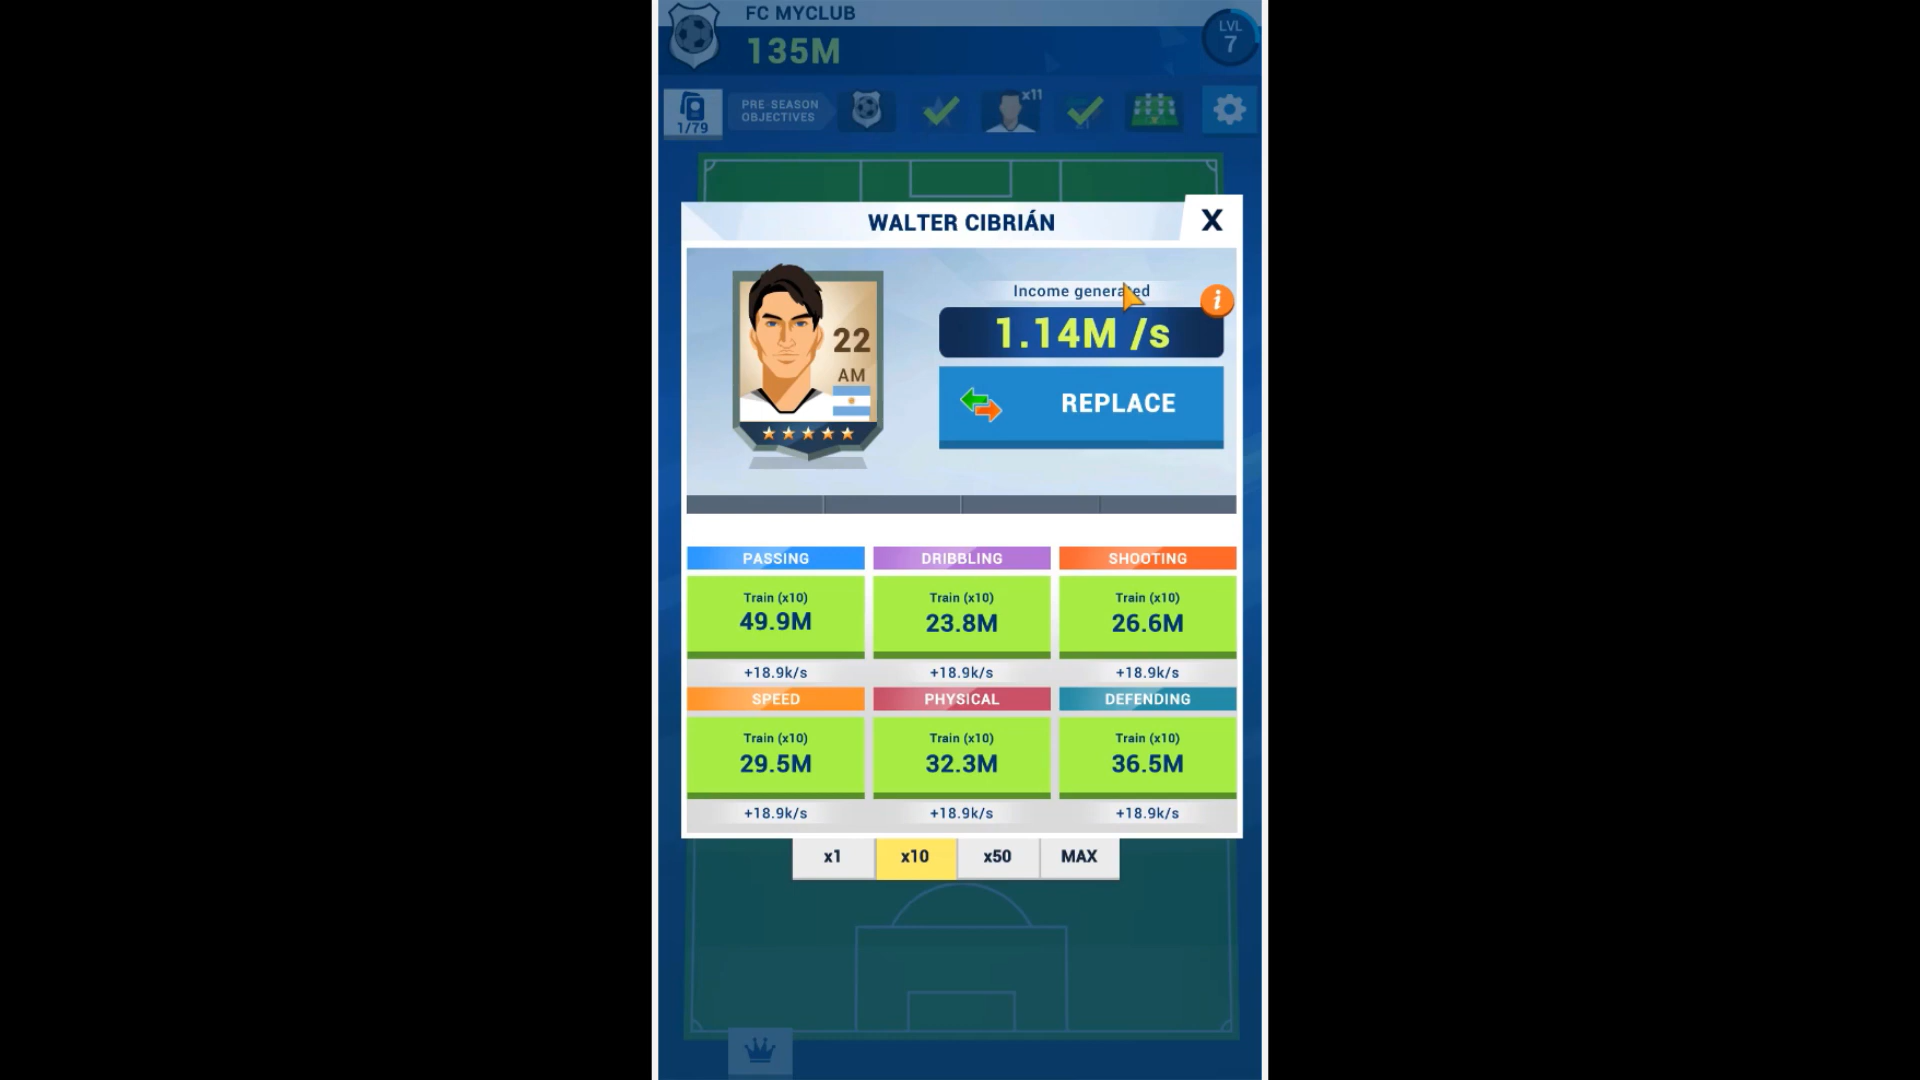 FC MYCLUB
135M
LVL
7
1/79
PRE SEASON
OBJECTIVES
x11
WALTER CIBRIÁN
X
Income generated
i
1.14M /s
22
AM
REPLACE
PASSING
DRIBBLING
SHOOTING
Train (x10)
49.9M
Train (x10)
23.8M
Train (x10)
26.6M
+18.9k/s
+18.9k/s
+18.9k/s
SPEED
PHYSICAL
DEFENDING
Train (x10)
29.5M
Train (x10)
32.3M
Train (x10)
36.5M
+18.9k/s
+18.9k/s
+18.9k/s
x1
x10
x50
MAX